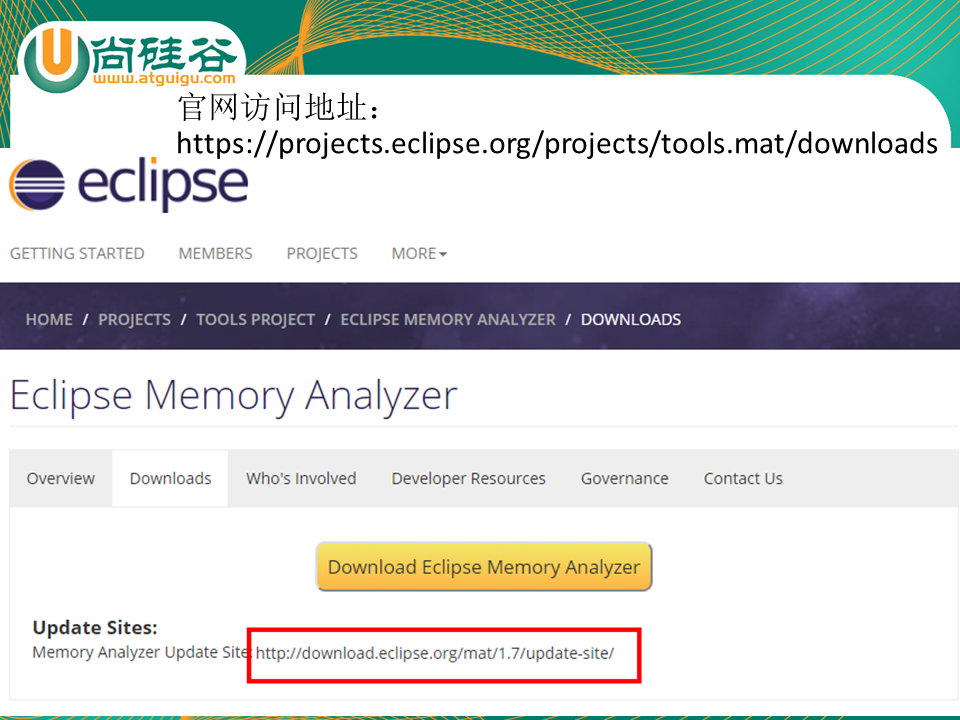 U尚硅谷
www.atguigu.com
官网访问地址：
https://projects.eclipse.org/projects/tools.mat/downloads
eclipse
GETTING STARTED MEMBERS PROJECTS MORE
HOME / PROJECTS / TOOLS PROJECT / ECLIPSE MEMORY ANALYZER / DOWNLOADS
Eclipse Memory Analyzer
Overview Downloads Who's Involved Developer Resources Governance Contact Us
Download Eclipse Memory Analyzer
Update Sites:
Memory Analyzer Update Site: http://download.eclipse.org/mat/1.7/update-site/